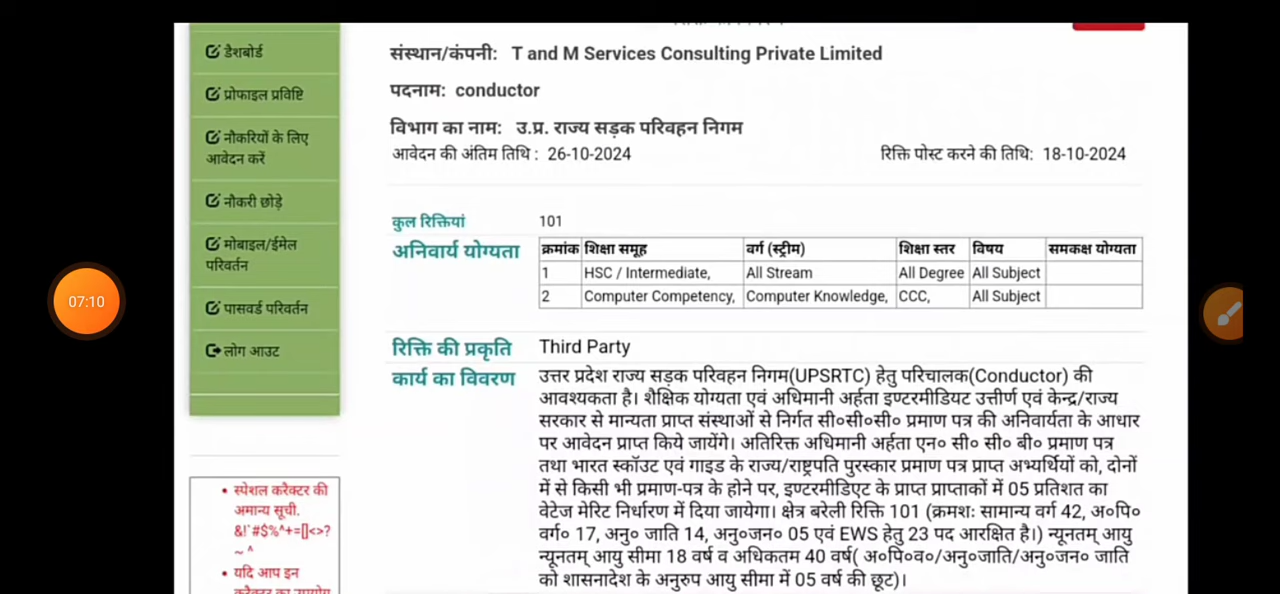 डैशबोर्ड
प्रोफाइल प्रविष्टि
नौकरियों के लिए
आवेदन करें
नौकरी छोड़े
मोबाइल/ईमेल
परिवर्तन
पासवर्ड परिवर्तन
लोग आउट
07:10
स्पेशल करैक्टर की
अमान्य सूची.
&!`#$%^+=[]<>?
~ ^
यदि आप इन
संस्थान/कंपनी: T and M Services Consulting Private Limited
पदनाम: conductor
विभाग का नाम: उ.प्र. राज्य सड़क परिवहन निगम
आवेदन की अंतिम तिथि : 26-10-2024 रिक्ति पोस्ट करने की तिथि: 18-10-2024
कुल रिक्तियां 101
अनिवार्य योग्यता
क्रमांक शिक्षा समूह वर्ग (स्ट्रीम) शिक्षा स्तर विषय समकक्ष योग्यता
1 HSC / Intermediate, All Stream All Degree All Subject
2 Computer Competency, Computer Knowledge, CCC, All Subject
रिक्ति की प्रकृति Third Party
कार्य का विवरण उत्तर प्रदेश राज्य सड़क परिवहन निगम(UPSRTC) हेतु परिचालक(Conductor) की
आवश्यकता है। शैक्षिक योग्यता एवं अधिमानी अर्हता इण्टरमीडियट उत्तीर्ण एवं केन्द्र/राज्य
सरकार से मान्यता प्राप्त संस्थाओं से निर्गत सी०सी०सी० प्रमाण पत्र की अनिवार्यता के आधार
पर आवेदन प्राप्त किये जायेंगे। अतिरिक्त अधिमानी अर्हता एन० सी० सी० बी० प्रमाण पत्र
तथा भारत स्कॉउट एवं गाइड के राज्य/राष्ट्रपति पुरस्कार प्रमाण पत्र प्राप्त अभ्यर्थियों को, दोनों
में से किसी भी प्रमाण-पत्र के होने पर, इण्टरमीडिएट के प्राप्त प्राप्ताकों में 05 प्रतिशत का
वेटेज मेरिट निर्धारण में दिया जायेगा। क्षेत्र बरेली रिक्ति 101 (क्रमशः सामान्य वर्ग 42, अ०पि०
वर्ग० 17, अनु० जाति 14, अनु०जन० 05 एवं EWS हेतु 23 पद आरक्षित है।) न्यूनतम् आयु
न्यूनतम् आयु सीमा 18 वर्ष व अधिकतम 40 वर्ष( अ०पि०व०/अनु०जाति/अनु०जन० जाति
को शासनादेश के अनुरुप आयु सीमा में 05 वर्ष की छूट)।